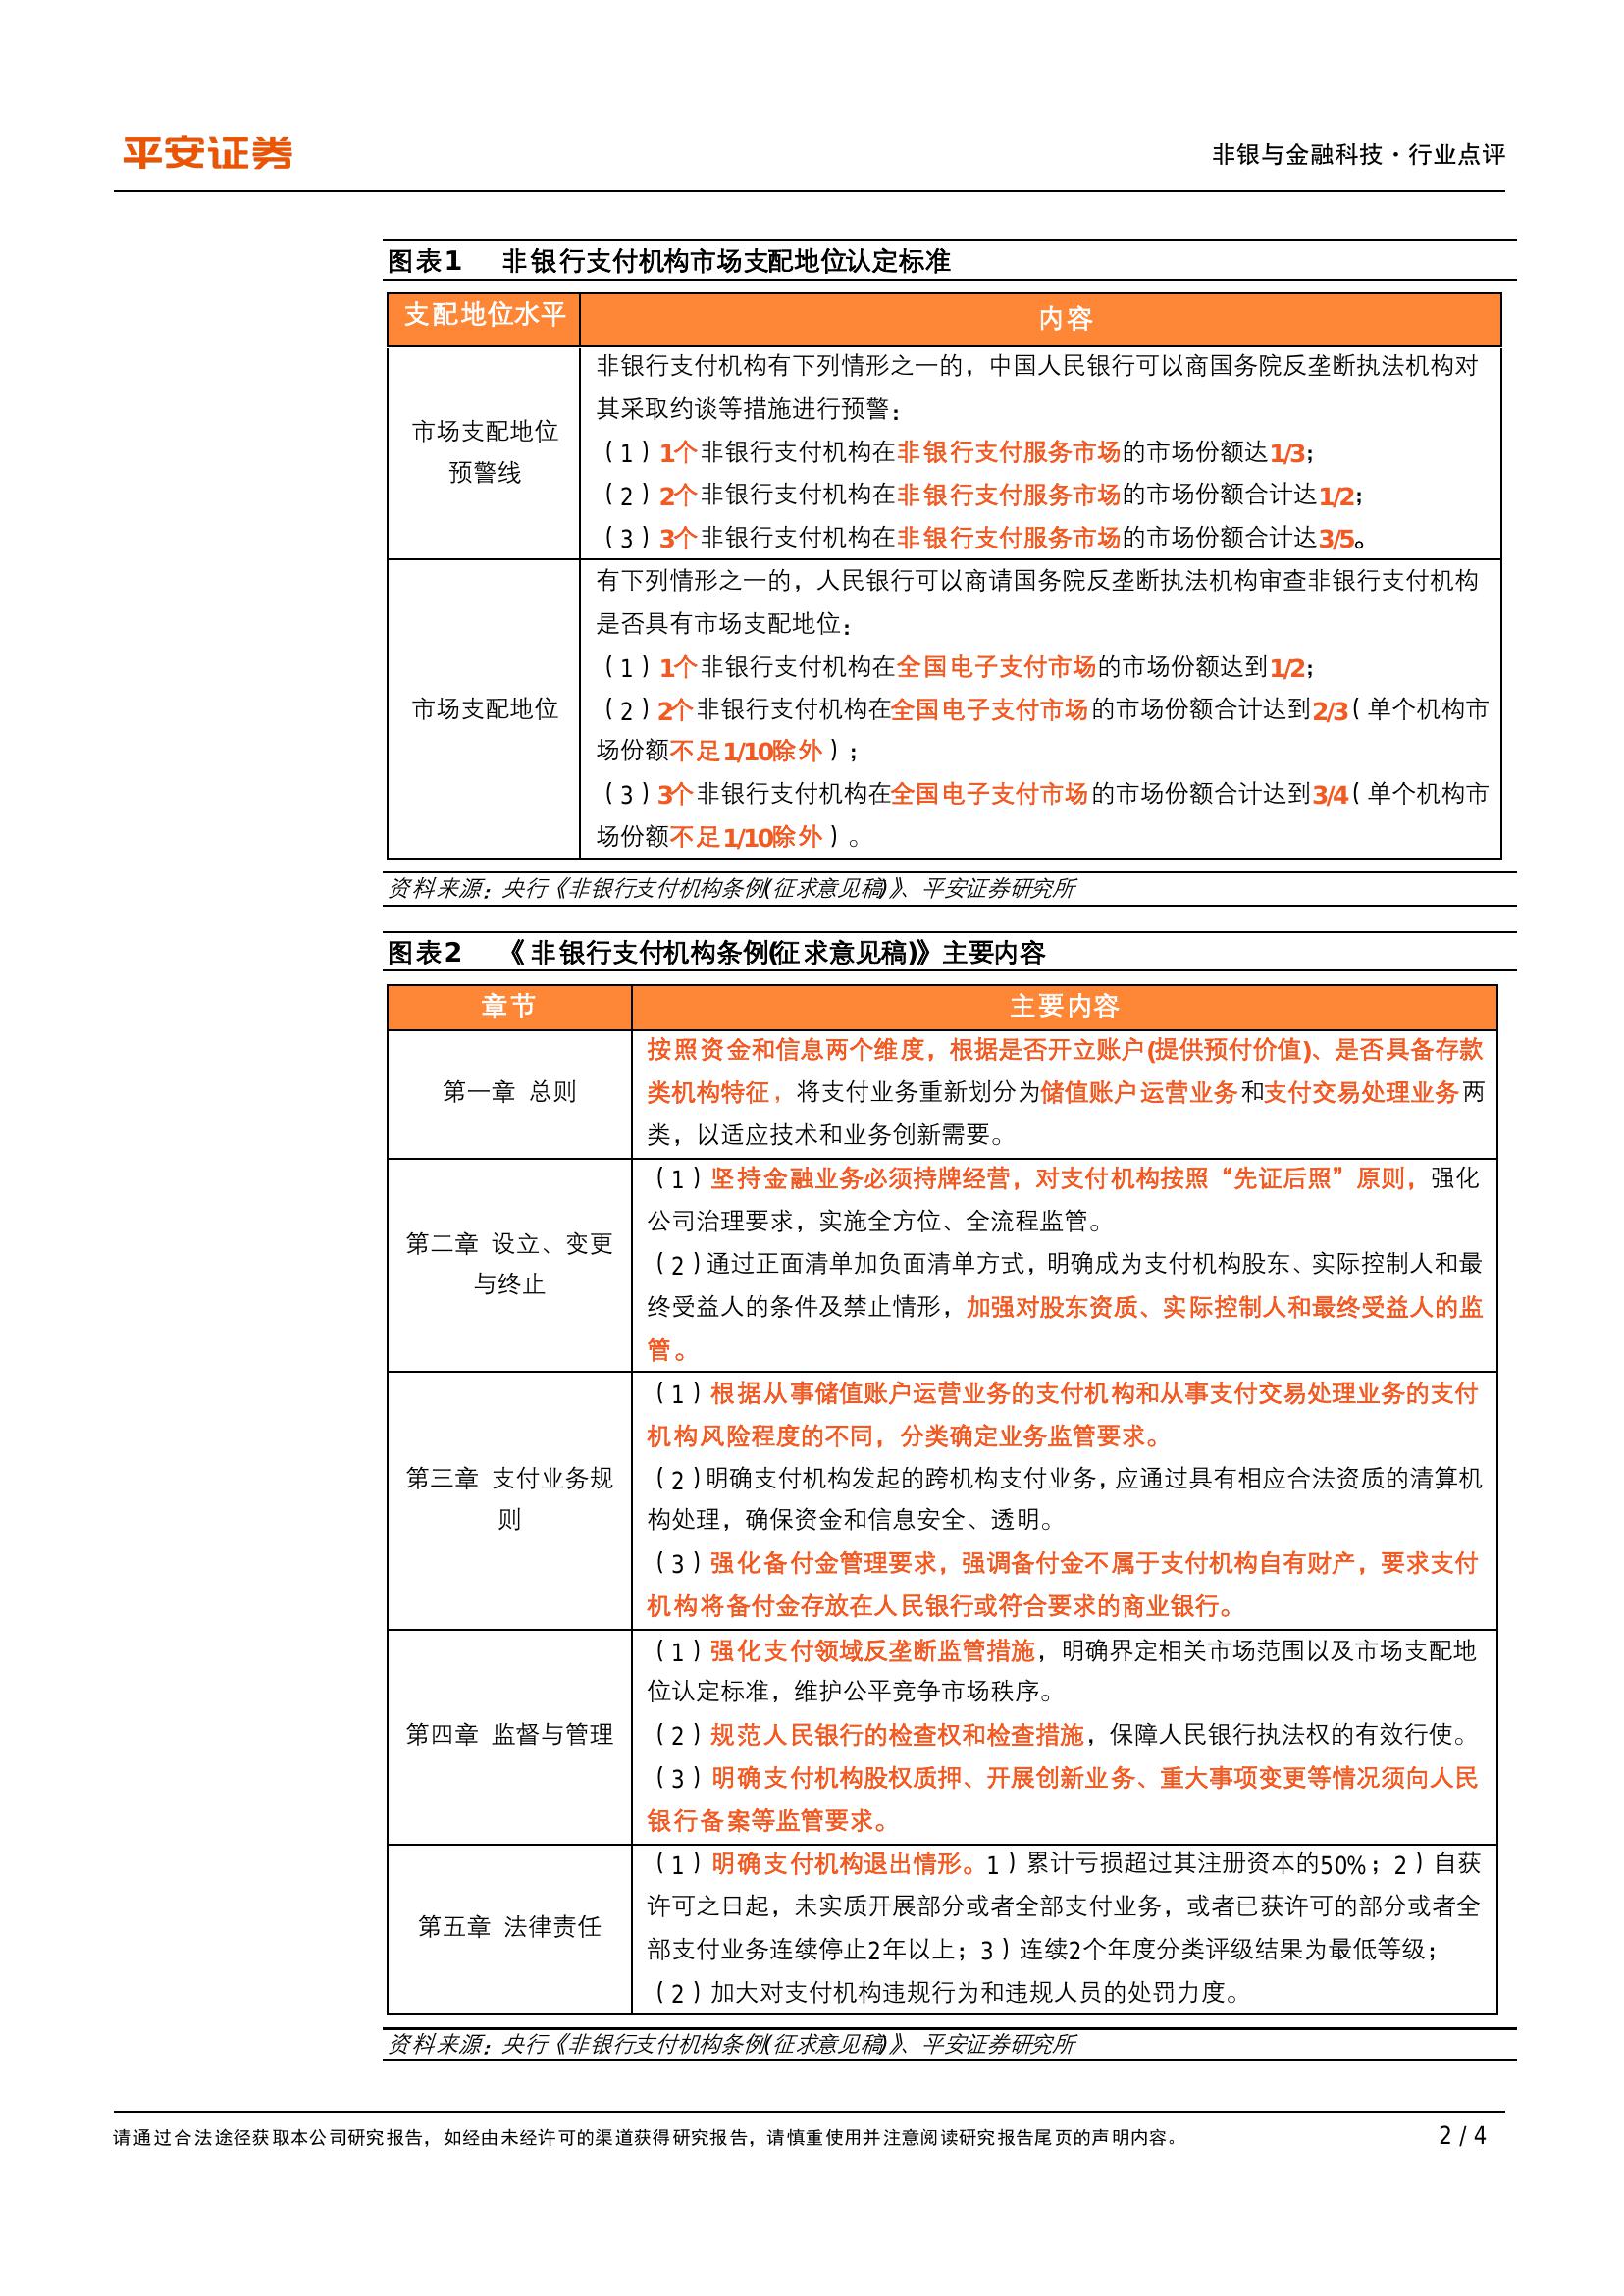 平安证券
非银与金融科技·行业点评
图表1 非银行支付机构市场支配地位认定标准
支配地位水平 内容
市场支配地位
预警线
非银行支付机构有下列情形之一的，中国人民银行可以商国务院反垄断执法机构对
其采取约谈等措施进行预警：
（1）1个非银行支付机构在非银行支付服务市场的市场份额达1/3；
（2）2个非银行支付机构在非银行支付服务市场的市场份额合计达1/2；
（3）3个非银行支付机构在非银行支付服务市场的市场份额合计达3/5。
市场支配地位
有下列情形之一的，人民银行可以商请国务院反垄断执法机构审查非银行支付机构
是否具有市场支配地位：
（1）1个非银行支付机构在全国电子支付市场的市场份额达到1/2；
（2）2个非银行支付机构在全国电子支付市场的市场份额合计达到2/3（单个机构市
场份额不足1/10除外）；
（3）3个非银行支付机构在全国电子支付市场的市场份额合计达到3/4（单个机构市
场份额不足1/10除外）。
资料来源：央行《非银行支付机构条例(征求意见稿)》、平安证券研究所
图表2 《非银行支付机构条例(征求意见稿)》主要内容
章节 主要内容
第一章 总则
按照资金和信息两个维度，根据是否开立账户(提供预付价值)、是否具备存款
类机构特征，将支付业务重新划分为储值账户运营业务和支付交易处理业务两
类，以适应技术和业务创新需要。
第二章 设立、变更
与终止
（1）坚持金融业务必须持牌经营，对支付机构按照“先证后照”原则，强化
公司治理要求，实施全方位、全流程监管。
（2）通过正面清单加负面清单方式，明确成为支付机构股东、实际控制人和最
终受益人的条件及禁止情形，加强对股东资质、实际控制人和最终受益人的监
管。
第三章 支付业务规
则
（1）根据从事储值账户运营业务的支付机构和从事支付交易处理业务的支付
机构风险程度的不同，分类确定业务监管要求。
（2）明确支付机构发起的跨机构支付业务，应通过具有相应合法资质的清算机
构处理，确保资金和信息安全、透明。
（3）强化备付金管理要求，强调备付金不属于支付机构自有财产，要求支付
机构将备付金存放在人民银行或符合要求的商业银行。
第四章 监督与管理
（1）强化支付领域反垄断监管措施，明确界定相关市场范围以及市场支配地
位认定标准，维护公平竞争市场秩序。
（2）规范人民银行的检查权和检查措施，保障人民银行执法权的有效行使。
（3）明确支付机构股权质押、开展创新业务、重大事项变更等情况须向人民
银行备案等监管要求。
第五章 法律责任
（1）明确支付机构退出情形。1）累计亏损超过其注册资本的50%；2）自获
许可之日起，未实质开展部分或者全部支付业务，或者已获许可的部分或者全
部支付业务连续停止2年以上；3）连续2个年度分类评级结果为最低等级；
（2）加大对支付机构违规行为和违规人员的处罚力度。
资料来源：央行《非银行支付机构条例(征求意见稿)》、平安证券研究所
请通过合法途径获取本公司研究报告，如经由未经许可的渠道获得研究报告，请慎重使用并注意阅读研究报告尾页的声明内容。
2 / 4